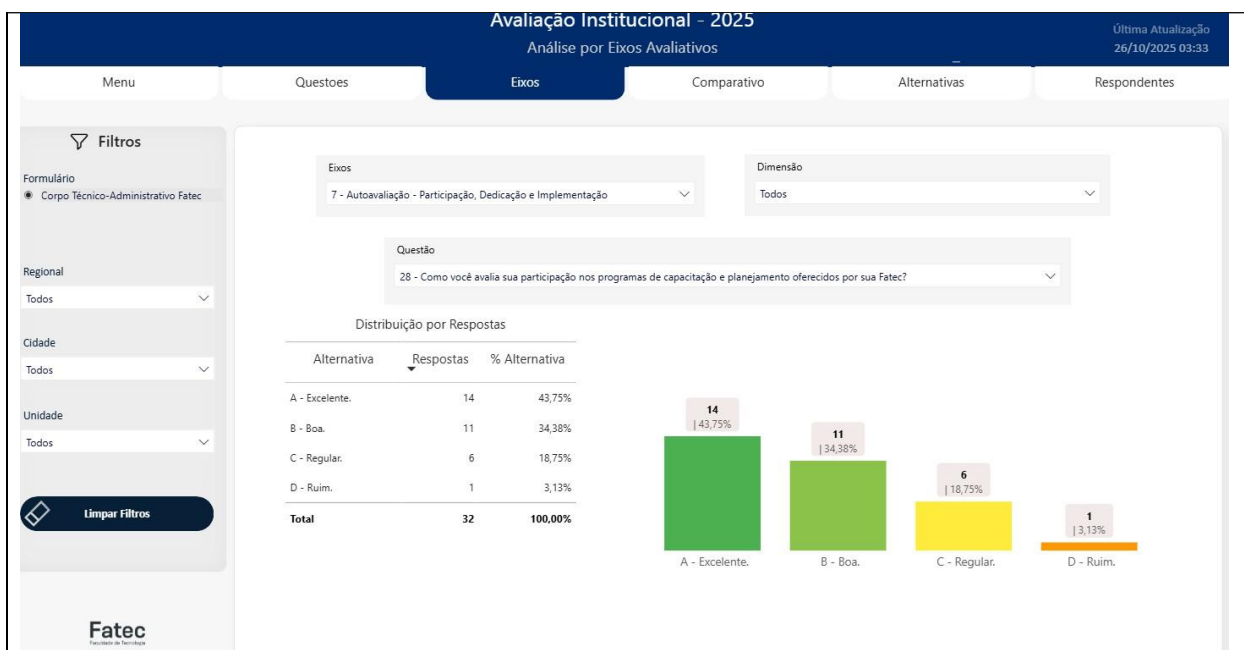 Avaliação Institucional - 2025
Análise por Eixos Avaliativos
Última Atualização
26/10/2025 03:33
Menu
Questoes
Eixos
Comparativo
Alternativas
Respondentes
Filtros
Formulário
Corpo Técnico-Administrativo Fatec
Regional
Todos
Cidade
Todos
Unidade
Todos
Limpar Filtros
Fatec
Faculdade de Tecnologia
Eixos
7 - Autoavaliação - Participação, Dedicação e Implementação
Dimensão
Todos
Questão
28 - Como você avalia sua participação nos programas de capacitação e planejamento oferecidos por sua Fatec?
Distribuição por Respostas
Alternativa Respostas % Alternativa
A - Excelente. 14 43,75%
B - Boa. 11 34,38%
C - Regular. 6 18,75%
D - Ruim. 1 3,13%
Total 32 100,00%
14
| 43,75%
11
| 34,38%
6
| 18,75%
1
| 3,13%
A - Excelente. B - Boa. C - Regular. D - Ruim.